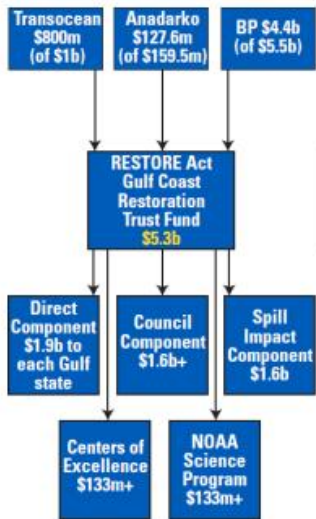 Transocean
$800m
(of $1b)
Anadarko
$127.6m
(of $159.5m)
BP $4.4b
(of $5.5b)
RESTORE Act
Gulf Coast
Restoration
Trust Fund
$5.3b
Direct
Component
$1.9b to
each Gulf
state
Council
Component
$1.6b+
Spill
Impact
Component
$1.6b
Centers of
Excellence
$133m+
NOAA
Science
Program
$133m+